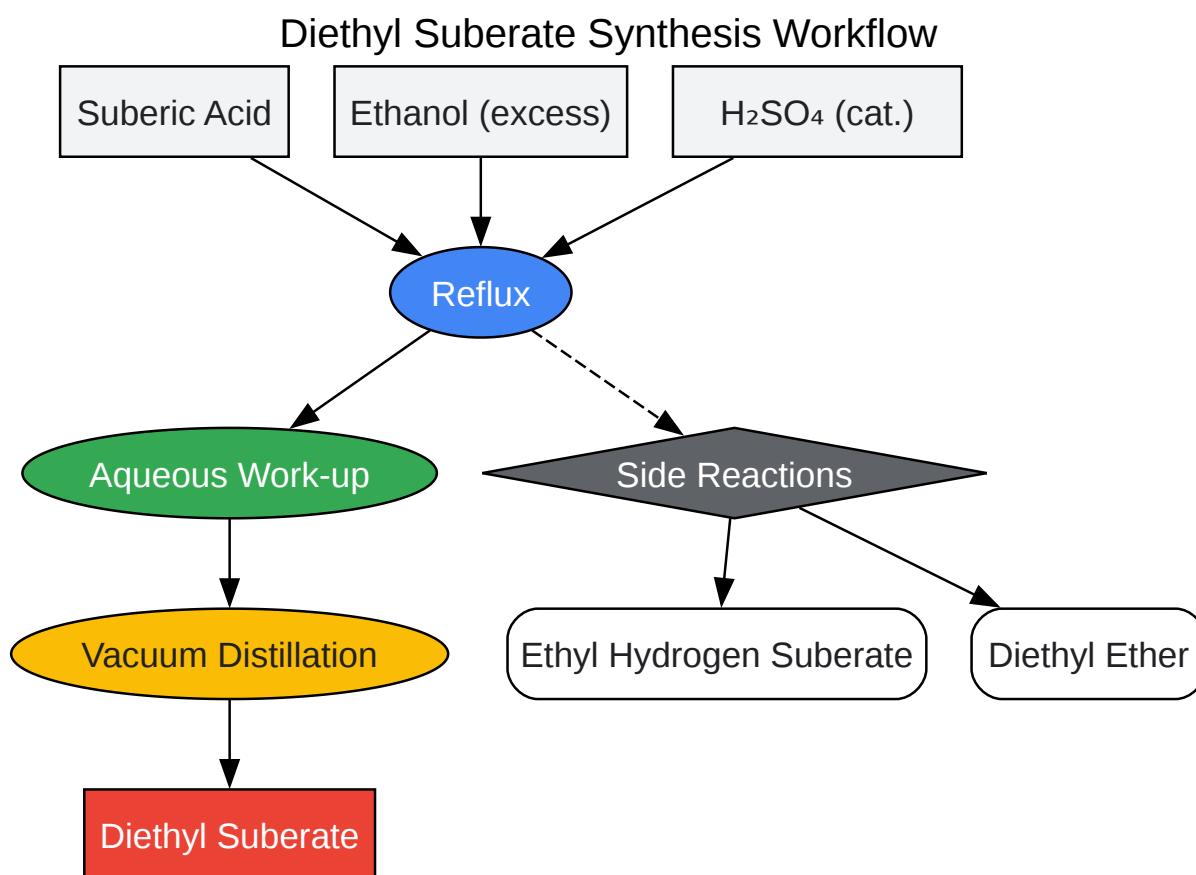 Diethyl Suberate Synthesis Workflow
Suberic Acid
Ethanol (excess)
H₂SO₄ (cat.)
Reflux
Aqueous Work-up
Side Reactions
Vacuum Distillation
Ethyl Hydrogen Suberate
Diethyl Ether
Diethyl Suberate